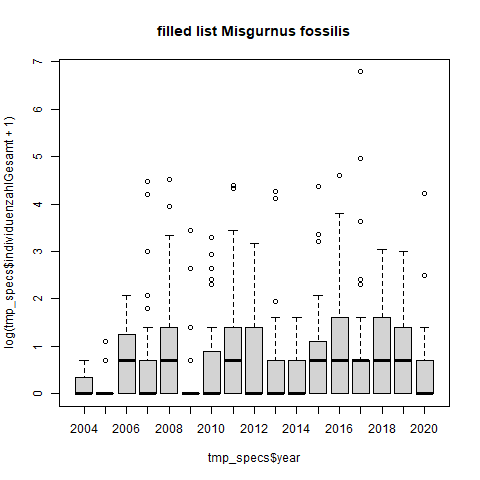 filled list Misgurnus fossilis
log(tmp_specs$individuenzahlGesamt + 1)
7
6
5
4
3
2
1
0
2004 2006 2008 2010 2012 2014 2016 2018 2020
tmp_specs$year